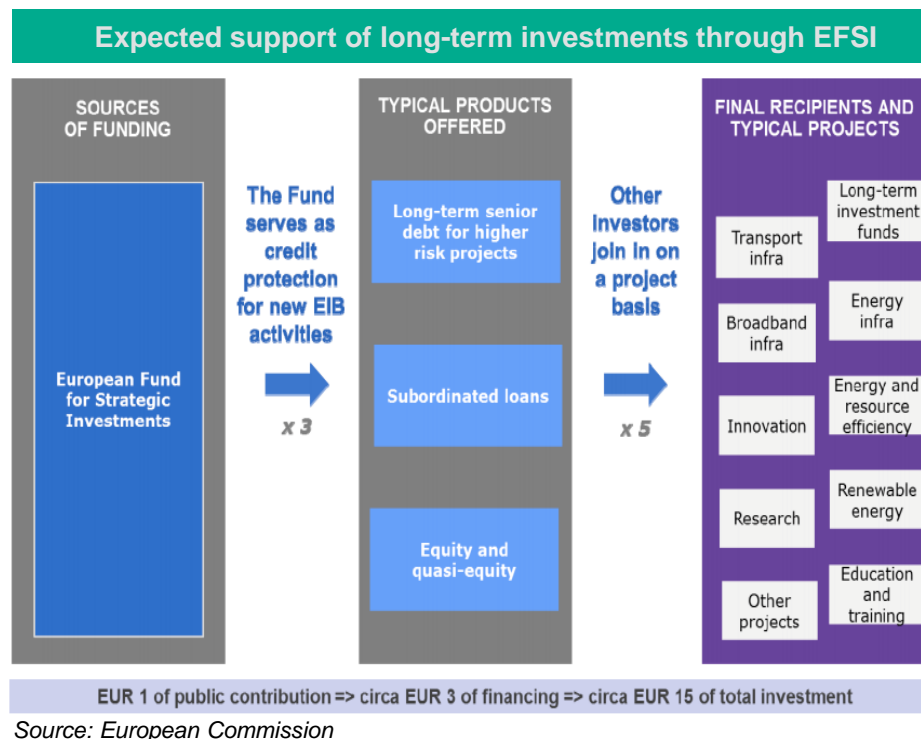 Expected support of long-term investments through EFSI
SOURCES
OF FUNDING
European Fund
for Strategic
Investments
The Fund
serves as
credit
protection
for new EIB
activities
x 3
TYPICAL PRODUCTS
OFFERED
Long-term senior
debt for higher
risk projects
Subordinated loans
Equity and
quasi-equity
Other
investors
join in on
a project
basis
x 5
FINAL RECIPIENTS AND
TYPICAL PROJECTS
Long-term
investment
funds
Transport
infra
Energy
infra
Broadband
infra
Energy and
resource
efficiency
Innovation
Renewable
energy
Research
Education
and
training
Other
projects
EUR 1 of public contribution => circa EUR 3 of financing => circa EUR 15 of total investment
Source: European Commission